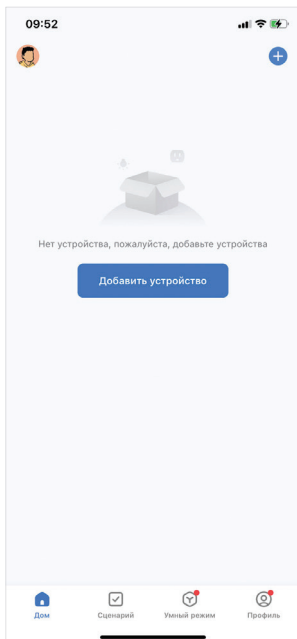 09:52
Нет устройства, пожалуйста, добавьте устройства
Добавить устройство
Дом
Сценарий
Умный режим
Профиль